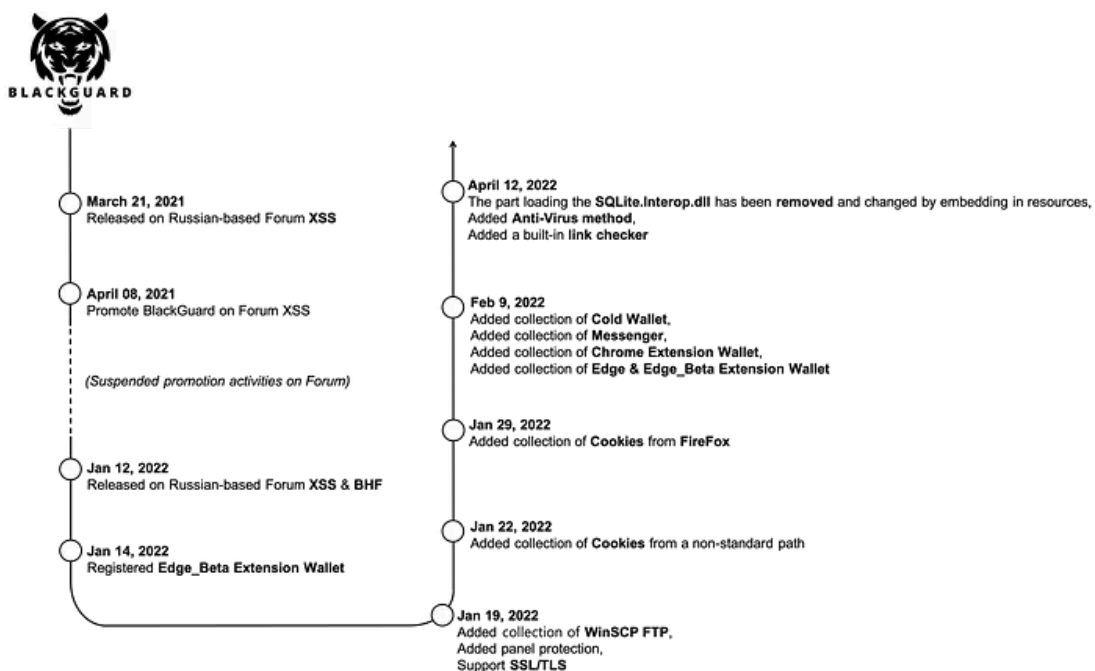 BLACKGUARD
March 21, 2021
Released on Russian-based Forum XSS
April 08, 2021
Promote BlackGuard on Forum XSS
(Suspended promotion activities on Forum)
Jan 12, 2022
Released on Russian-based Forum XSS & BHF
Jan 14, 2022
Registered Edge_Beta Extension Wallet
Jan 19, 2022
Added collection of WinSCP FTP,
Added panel protection,
Support SSL/TLS
Jan 22, 2022
Added collection of Cookies from a non-standard path
Jan 29, 2022
Added collection of Cookies from FireFox
Feb 9, 2022
Added collection of Cold Wallet,
Added collection of Messenger,
Added collection of Chrome Extension Wallet,
Added collection of Edge & Edge_Beta Extension Wallet
April 12, 2022
The part loading the SQLite.Interop.dll has been removed and changed by embedding in resources,
Added Anti-Virus method,
Added a built-in link checker